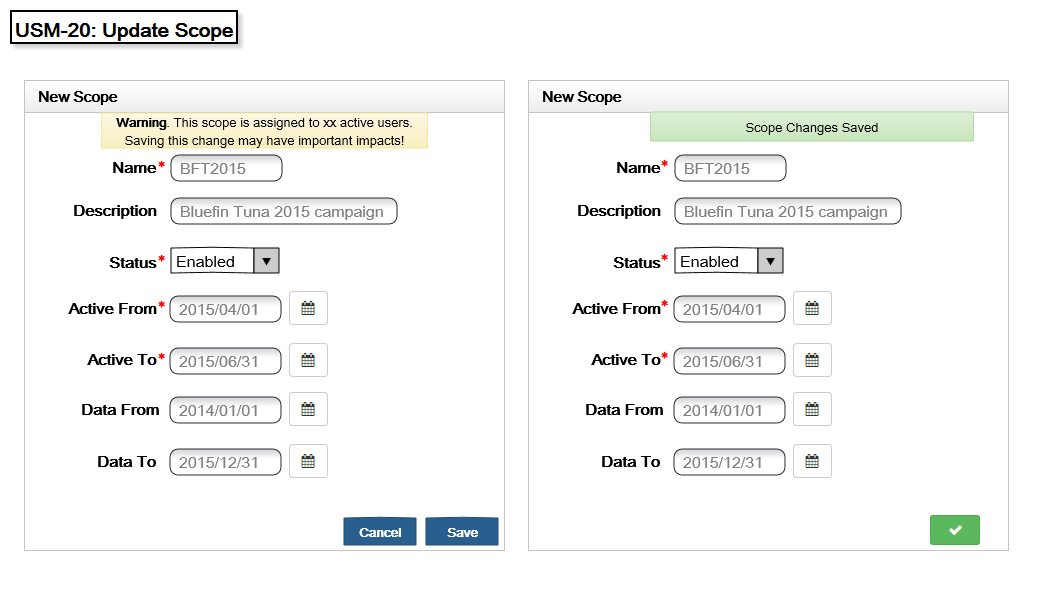 USM-20: Update Scope
New Scope
Warning. This scope is assigned to xx active users.
Saving this change may have important impacts!
Name* BFT2015
Description Bluefin Tuna 2015 campaign
Status* Enabled ▼
Active From* 2015/04/01
Active To* 2015/06/31
Data From 2014/01/01
Data To 2015/12/31
Cancel Save
New Scope
Scope Changes Saved
Name* BFT2015
Description Bluefin Tuna 2015 campaign
Status* Enabled ▼
Active From* 2015/04/01
Active To* 2015/06/31
Data From 2014/01/01
Data To 2015/12/31